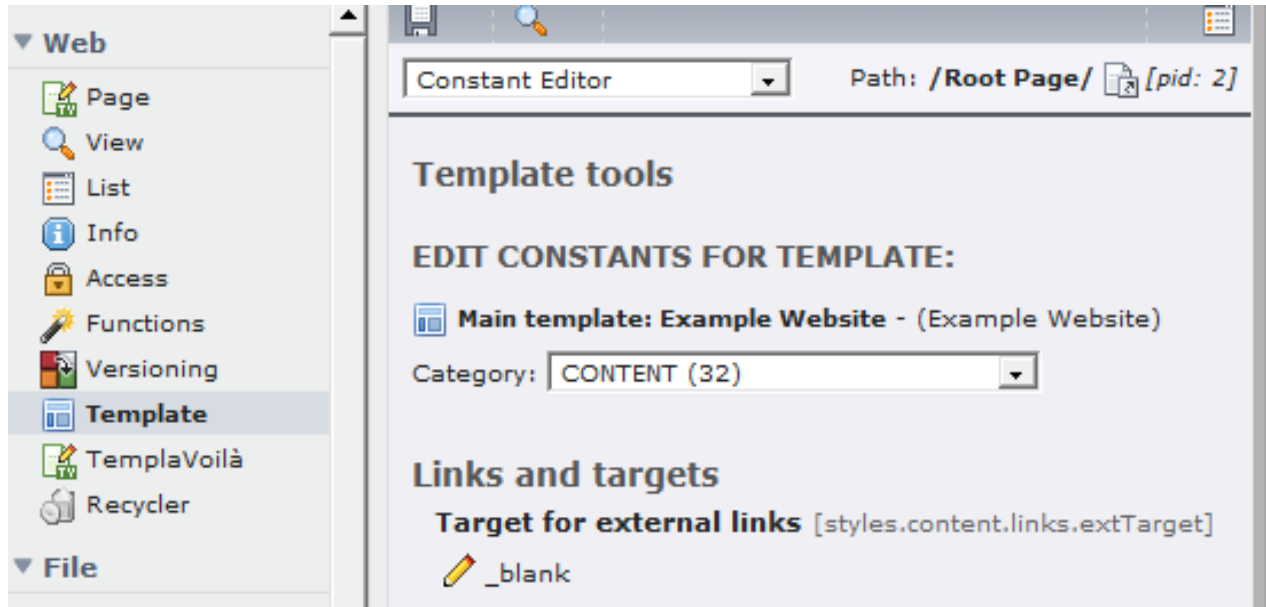 Web
Page
View
List
Info
Access
Functions
Versioning
Template
TemplaVoilà
Recycler
File
Constant Editor
Path: /Root Page/ [pid: 2]
Template tools
EDIT CONSTANTS FOR TEMPLATE:
Main template: Example Website - (Example Website)
Category: CONTENT (32)
Links and targets
Target for external links [styles.content.links.extTarget]
_blank